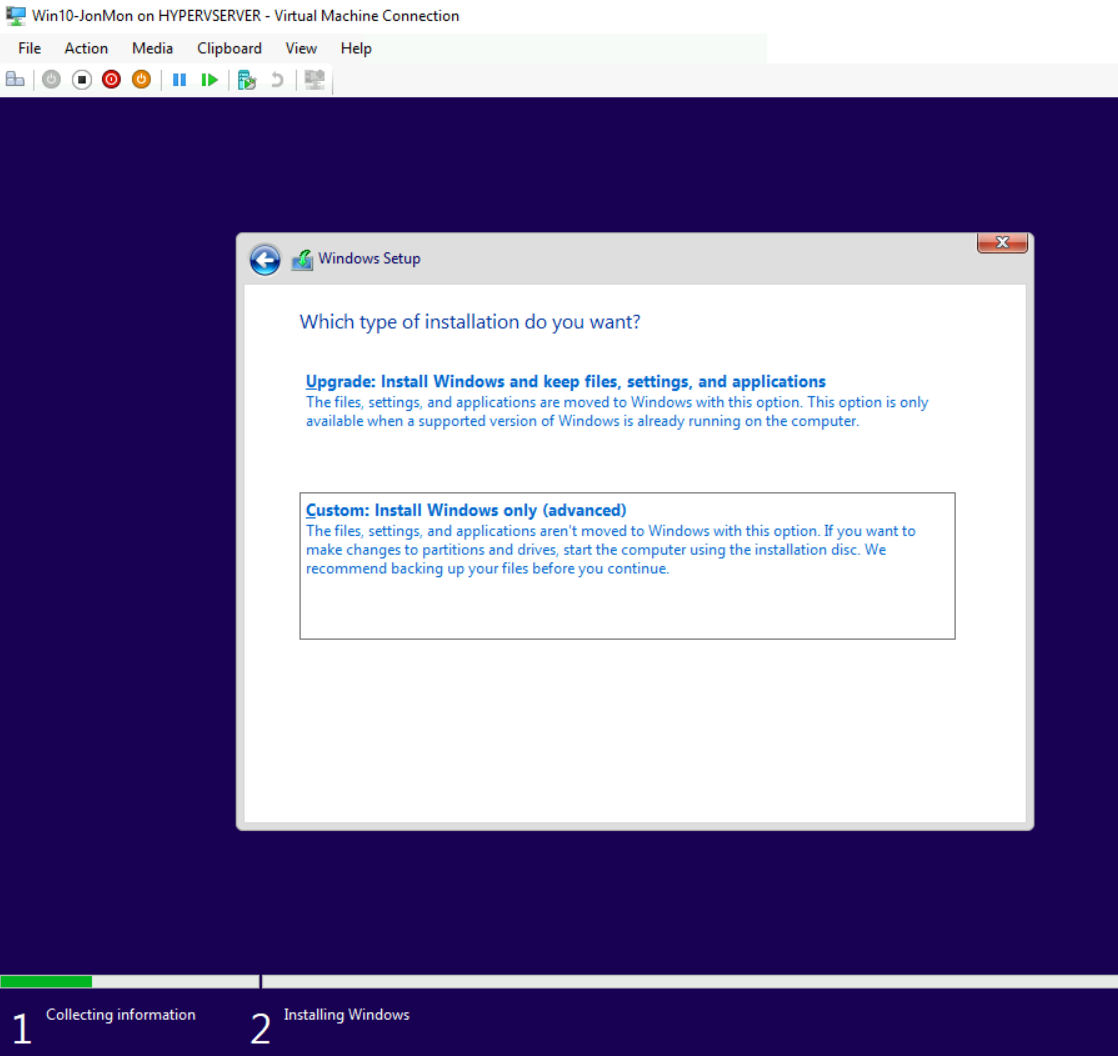 Win10-JonMon on HYPERVSERVER - Virtual Machine Connection
File Action Media Clipboard View Help
Windows Setup
Which type of installation do you want?
Upgrade: Install Windows and keep files, settings, and applications
The files, settings, and applications are moved to Windows with this option. This option is only
available when a supported version of Windows is already running on the computer.
Custom: Install Windows only (advanced)
The files, settings, and applications aren't moved to Windows with this option. If you want to
make changes to partitions and drives, start the computer using the installation disc. We
recommend backing up your files before you continue.
1 Collecting information 2 Installing Windows